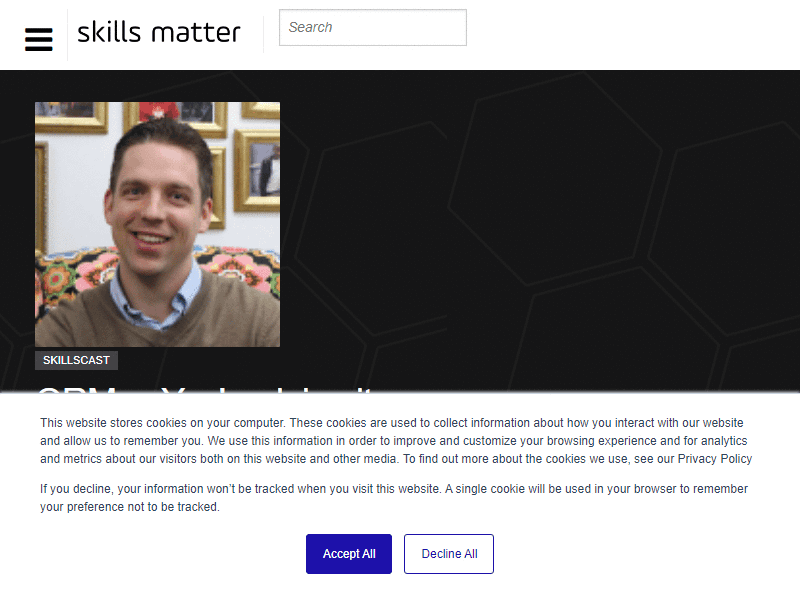 skills matter
Search
SKILLSCAST
This website stores cookies on your computer. These cookies are used to collect information about how you interact with our website
and allow us to remember you. We use this information in order to improve and customize your browsing experience and for analytics
and metrics about our visitors both on this website and other media. To find out more about the cookies we use, see our Privacy Policy
If you decline, your information won’t be tracked when you visit this website. A single cookie will be used in your browser to remember
your preference not to be tracked.
Accept All
Decline All